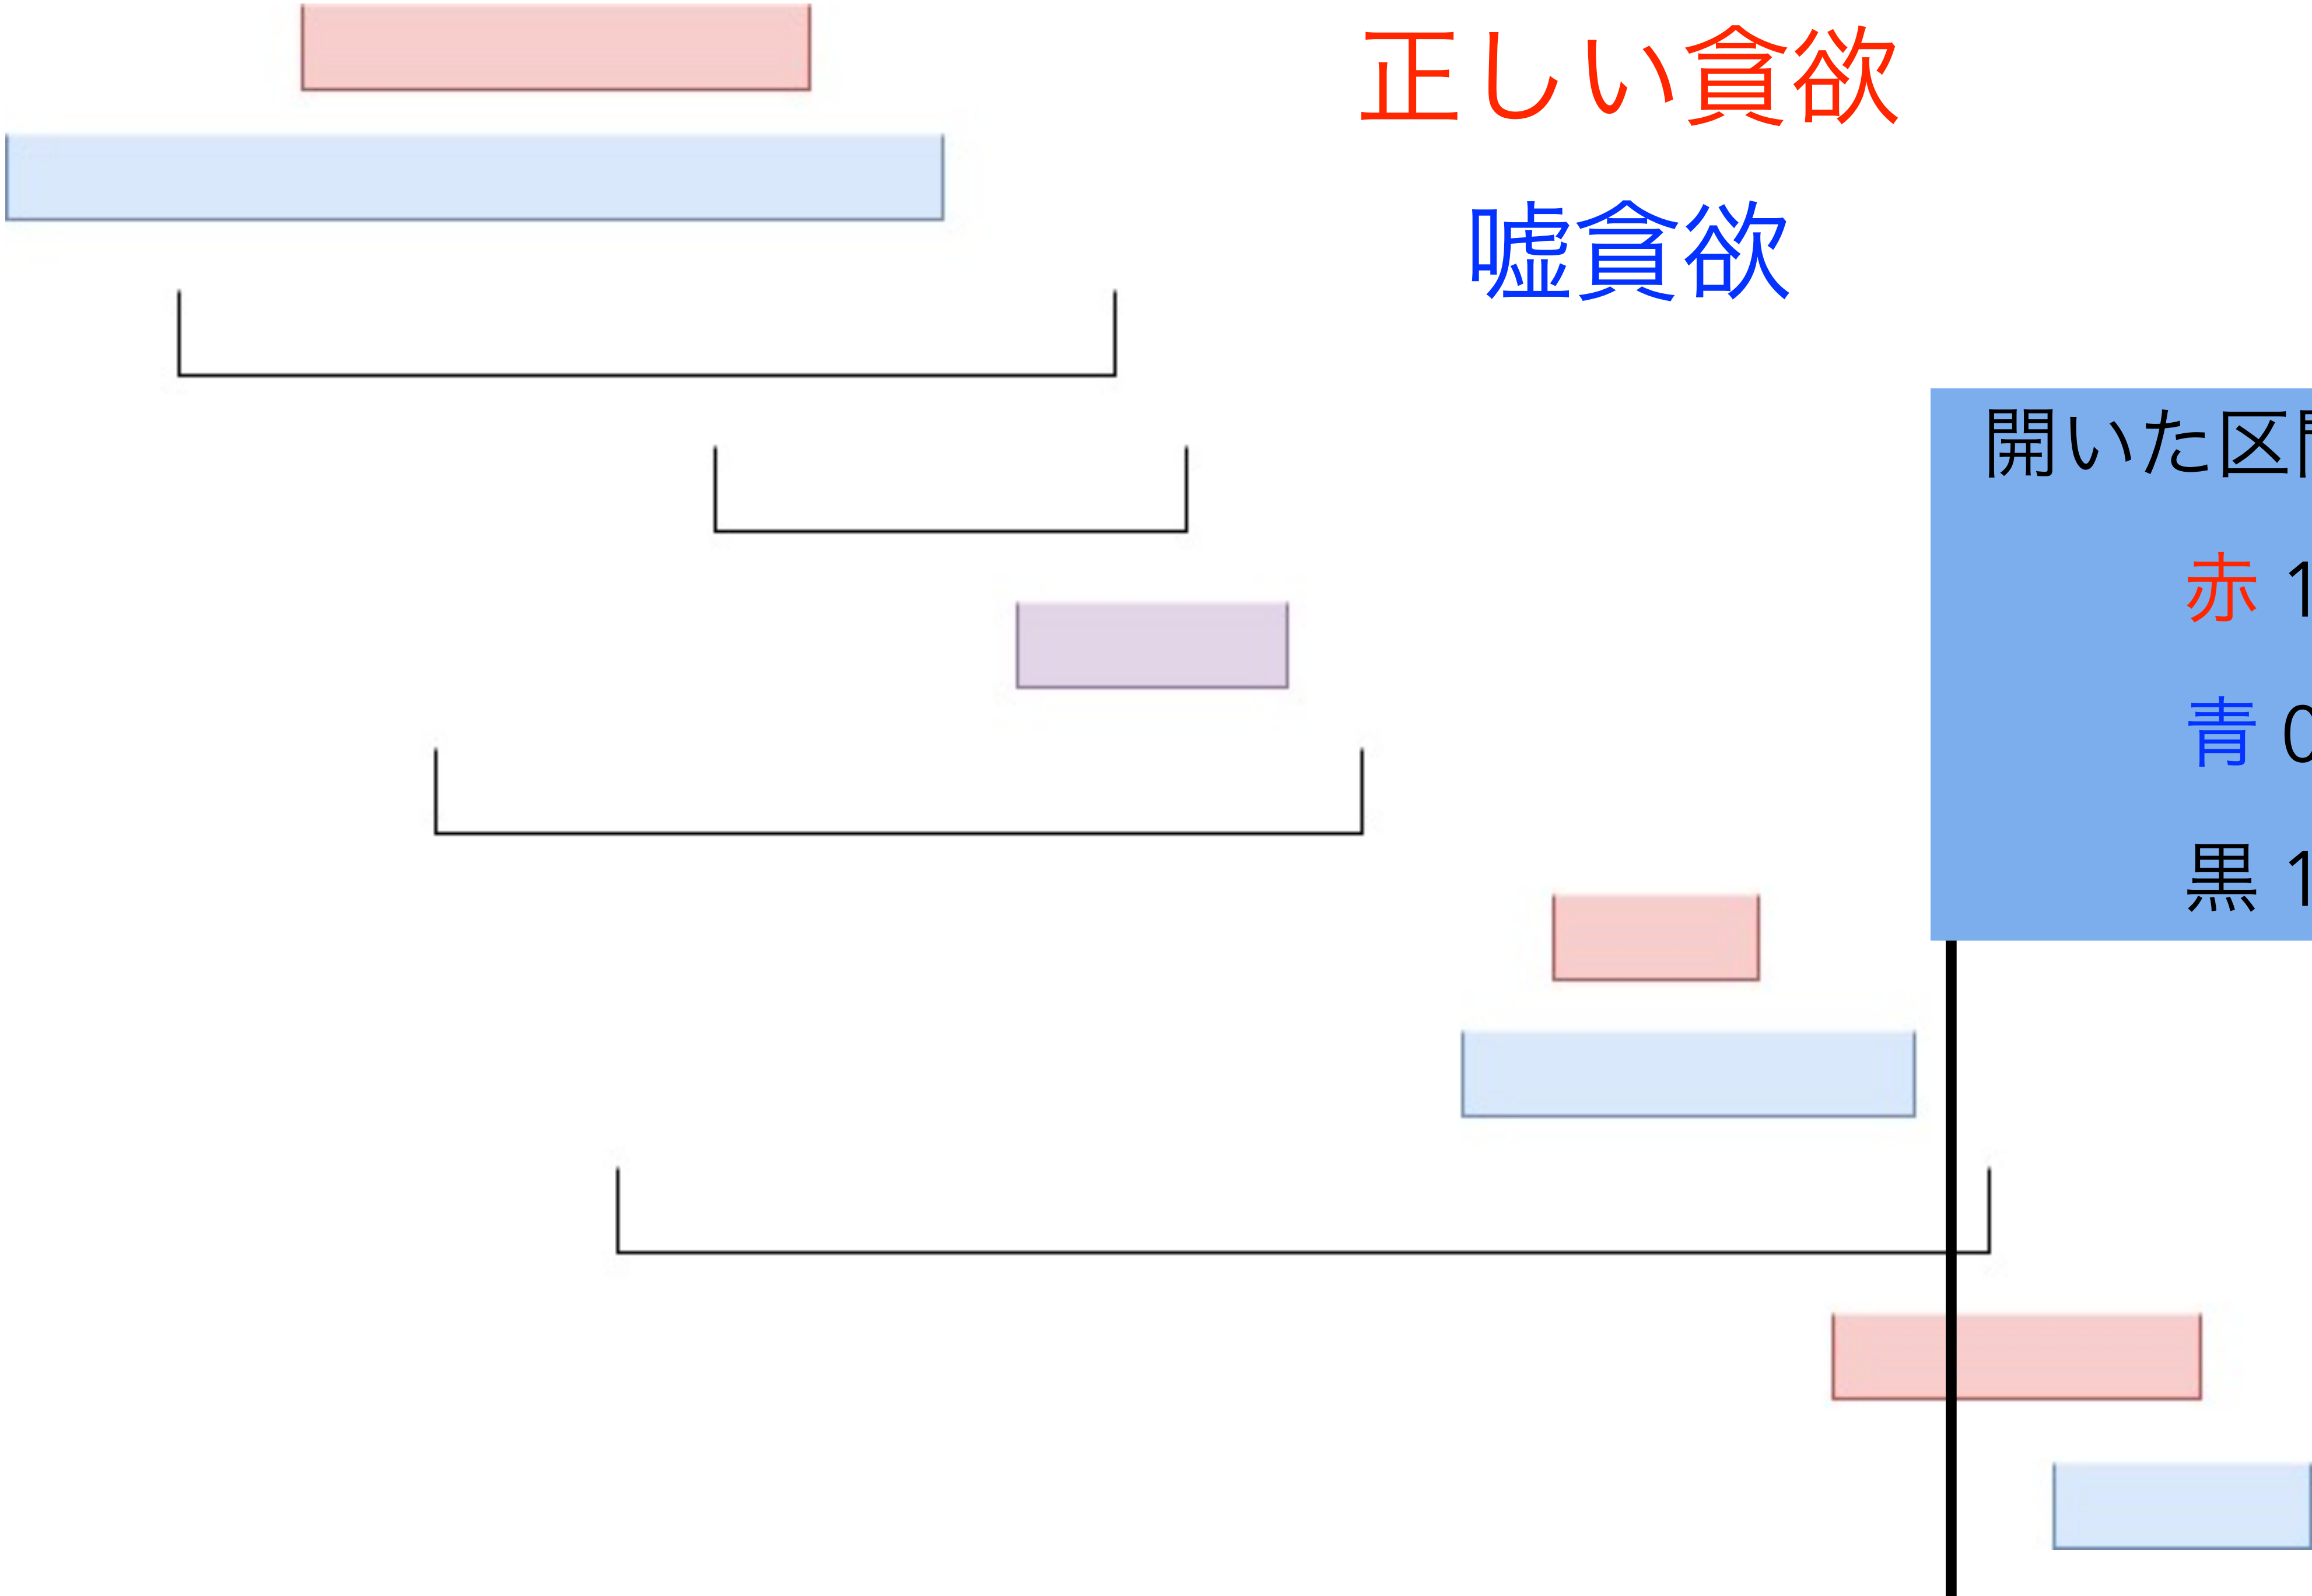 正しい貪欲
嘘貪欲
開いた区
赤 1
青 0
黒 1